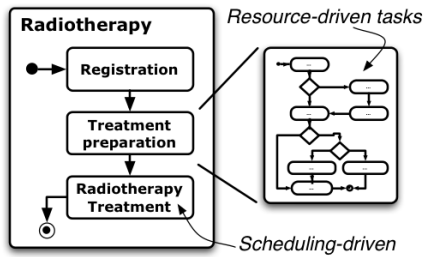 Radiotherapy
Resource-driven tasks
Registration
Treatment
preparation
Radiotherapy
Treatment
Scheduling-driven
...
...
...
...
...
...
...